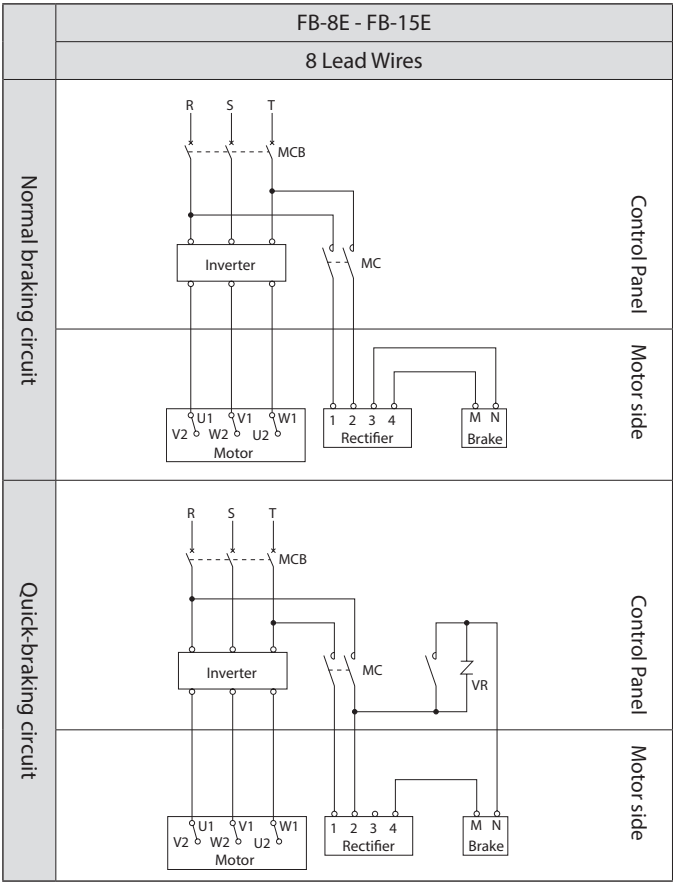 FB-8E - FB-15E
8 Lead Wires
Normal braking circuit
R S T
MCB
Inverter
MC
Control Panel
Motor side
U1 V1 W1
V2 W2 U2
Motor
1 2 3 4
Rectifier
M N
Brake
Quick-braking circuit
R S T
MCB
Inverter
MC
VR
Control Panel
Motor side
U1 V1 W1
V2 W2 U2
Motor
1 2 3 4
Rectifier
M N
Brake